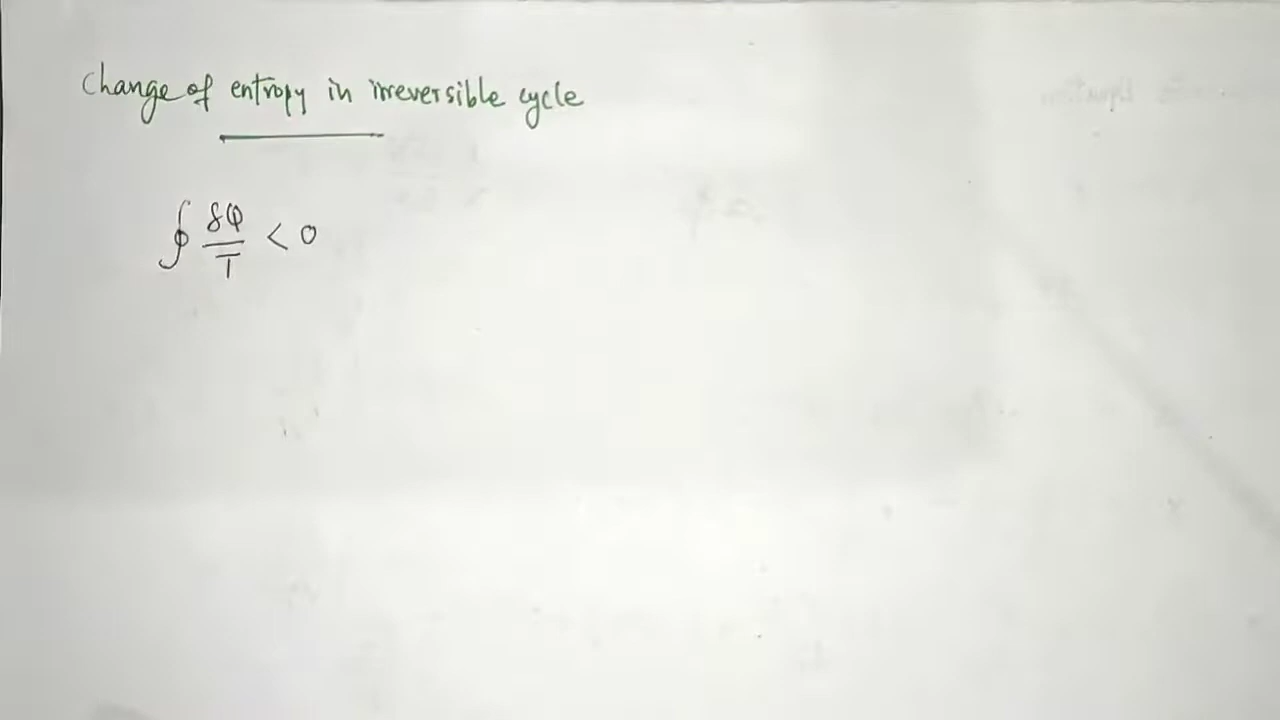 Change of entropy in irreversible cycle
∮ δQ/T < 0